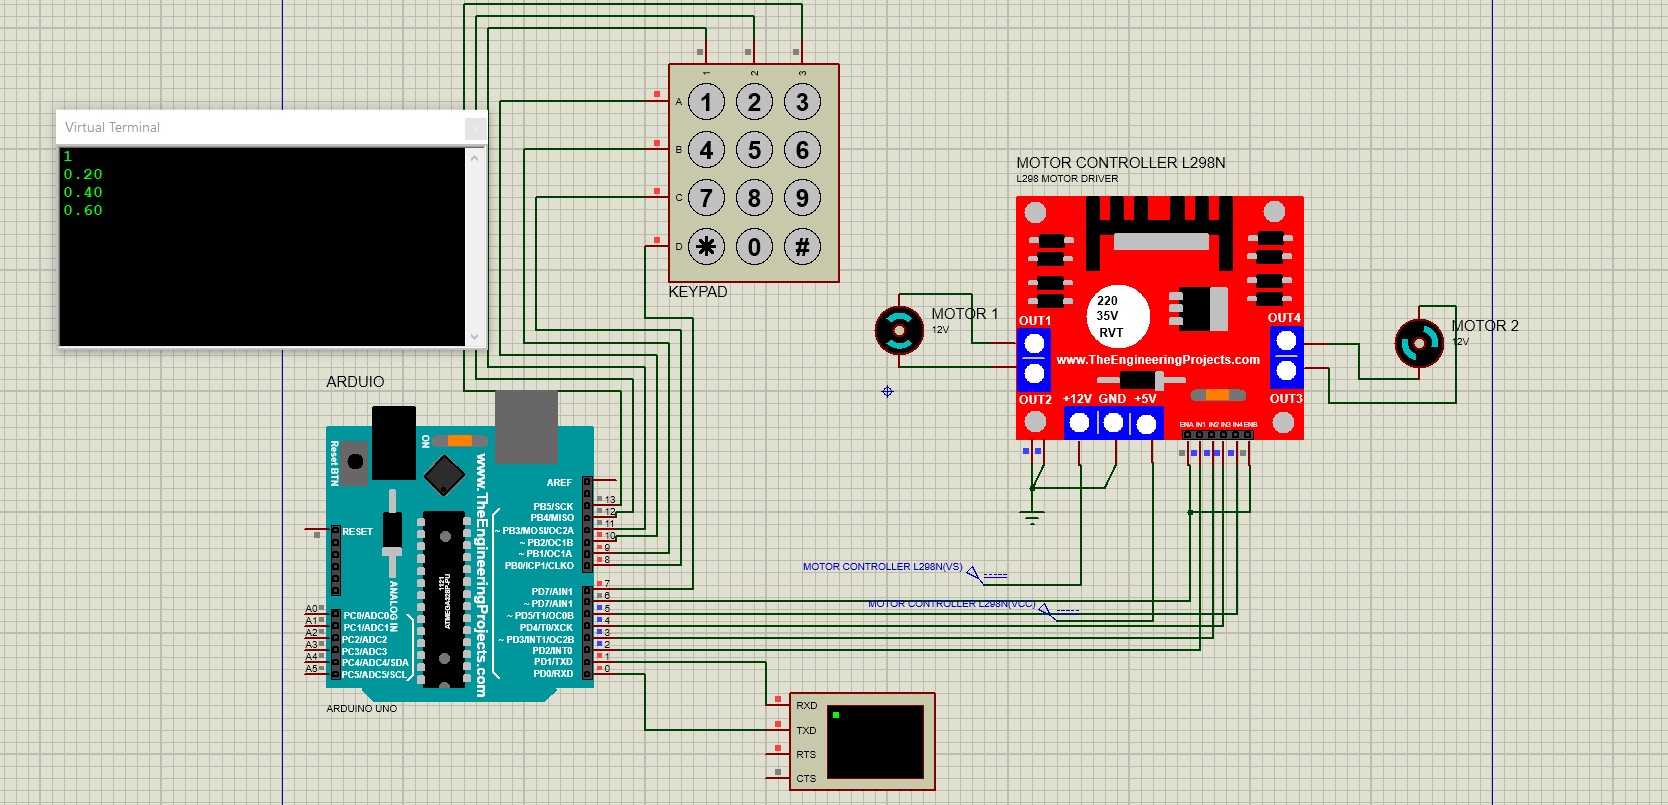 Virtual Terminal
1
0.20
0.40
0.60
1 2 3
A 1 2 3
B 4 5 6
C 7 8 9
D * 0 #
KEYPAD
MOTOR CONTROLLER L298N
L298 MOTOR DRIVER
220
35V
RVT
OUT1
OUT4
www.TheEngineeringProjects.com
OUT2
+12V GND +5V
OUT3
ENA IN1 IN2 IN3 IN4 ENB
MOTOR 1
12V
MOTOR 2
12V
MOTOR CONTROLLER L298N(VS)
MOTOR CONTROLLER L298N(VCC)
ARDUIO
Reset BTN
ON
www.TheEngineeringProjects.com
AREF
PB5/SCK 13
PB4/MISO 12
~ PB3/MOSI/OC2A 11
~ PB2/OC1B 10
~ PB1/OC1A 9
PB0/ICP1/CLKO 8
PD7/AIN1 7
~ PD7/AIN1 6
~ PD5/T1/OC0B 5
PD4/T0/XCK 4
~ PD3/INT1/OC2B 3
PD2/INT0 2
PD1/TXD 1
PD0/RXD 0
RESET
ANALOG IN
1121
ATMEGA328P-PU
A0 PC0/ADC0
A1 PC1/ADC1
A2 PC2/ADC2
A3 PC3/ADC3
A4 PC4/ADC4/SDA
A5 PC5/ADC5/SCL
ARDUINO UNO
RXD
TXD
RTS
CTS